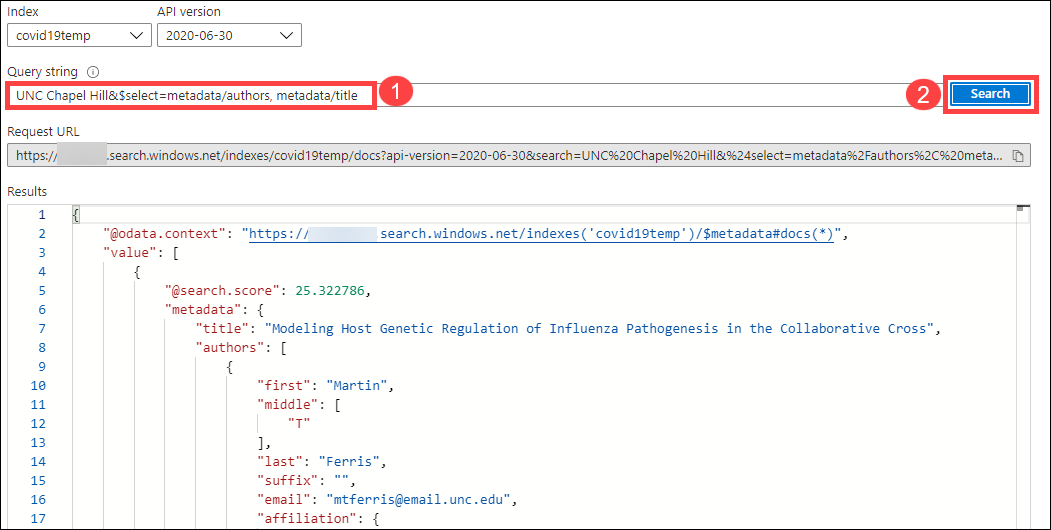 Index API version
covid19temp 2020-06-30
Query string
UNC Chapel Hill&$select=metadata/authors, metadata/title 1 2 Search
Request URL
https:// .search.windows.net/indexes/covid19temp/docs?api-version=2020-06-30&search=UNC%20Chapel%20Hill&%24select=metadata%2Fauthors%2C%20meta...
Results
1 {
2 "@odata.context": "https:// .search.windows.net/indexes('covid19temp')/$metadata#docs(*)",
3 "value": [
4 {
5 "@search.score": 25.322786,
6 "metadata": {
7 "title": "Modeling Host Genetic Regulation of Influenza Pathogenesis in the Collaborative Cross",
8 "authors": [
9 {
10 "first": "Martin",
11 "middle": [
12 "T"
13 ],
14 "last": "Ferris",
15 "suffix": "",
16 "email": "mtferris@email.unc.edu",
17 "affiliation": {